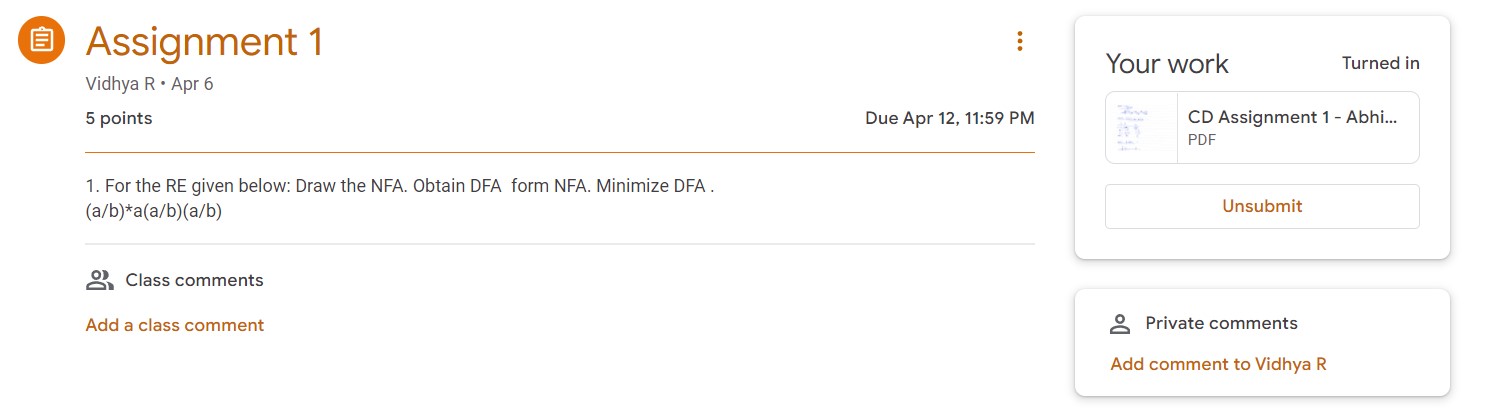 Assignment 1
Vidhya R • Apr 6
5 points
Due Apr 12, 11:59 PM
1. For the RE given below: Draw the NFA. Obtain DFA  form NFA. Minimize DFA .
(a/b)*a(a/b)(a/b)
Class comments
Add a class comment
Your work
Turned in
CD Assignment 1 - Abhi...
PDF
Unsubmit
Private comments
Add comment to Vidhya R